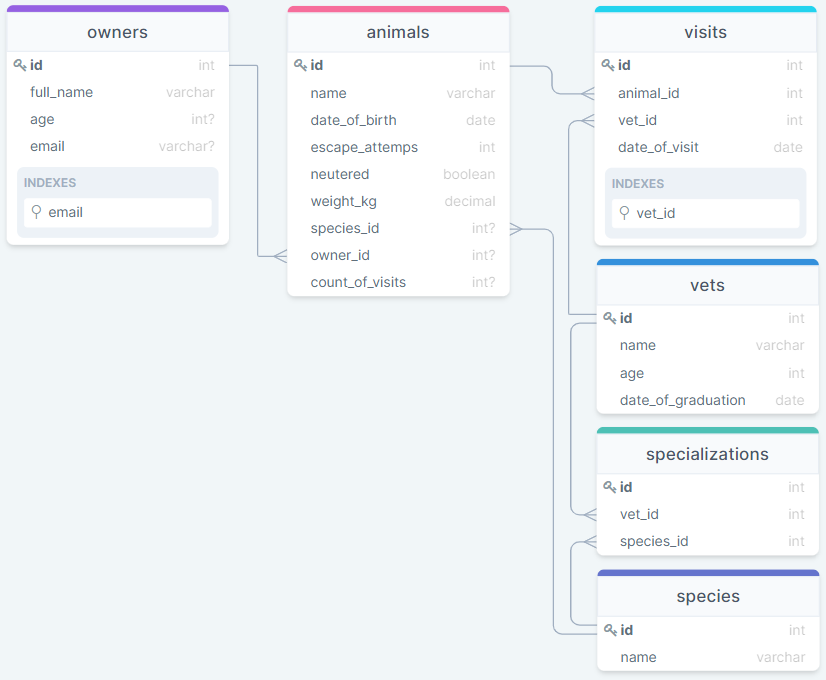 owners
id int
full_name varchar
age int?
email varchar?
INDEXES
email
animals
id int
name varchar
date_of_birth date
escape_attemps int
neutered boolean
weight_kg decimal
species_id int?
owner_id int?
count_of_visits int?
visits
id int
animal_id int
vet_id int
date_of_visit date
INDEXES
vet_id
vets
id int
name varchar
age int
date_of_graduation date
specializations
id int
vet_id int
species_id int
species
id int
name varchar